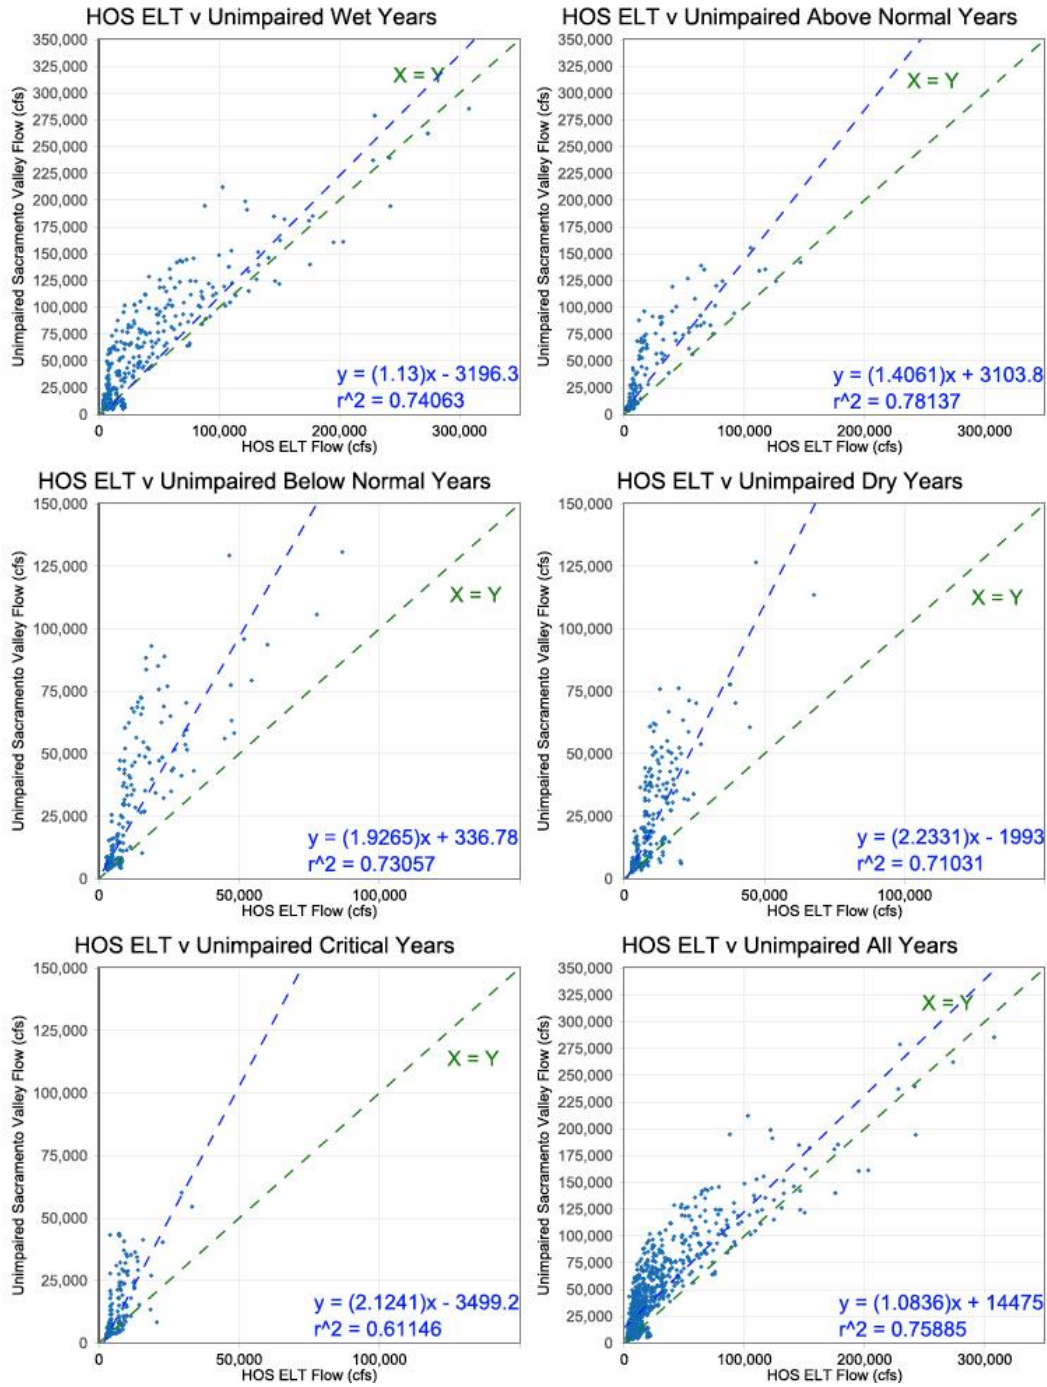 HOS ELT v Unimpaired Wet Years
Unimpaired Sacramento Valley Flow (cfs)
350,000
325,000
300,000
275,000
250,000
225,000
200,000
175,000
150,000
125,000
100,000
75,000
50,000
25,000
0
X = Y
y = (1.13)x - 3196.3
r^2 = 0.74063
0 100,000 200,000 300,000
HOS ELT Flow (cfs)
HOS ELT v Unimpaired Above Normal Years
Unimpaired Sacramento Valley Flow (cfs)
350,000
325,000
300,000
275,000
250,000
225,000
200,000
175,000
150,000
125,000
100,000
75,000
50,000
25,000
0
X = Y
y = (1.4061)x + 3103.8
r^2 = 0.78137
0 100,000 200,000 300,000
HOS ELT Flow (cfs)
HOS ELT v Unimpaired Below Normal Years
Unimpaired Sacramento Valley Flow (cfs)
150,000
125,000
100,000
75,000
50,000
25,000
0
X = Y
y = (1.9265)x + 336.78
r^2 = 0.73057
0 50,000 100,000
HOS ELT Flow (cfs)
HOS ELT v Unimpaired Dry Years
Unimpaired Sacramento Valley Flow (cfs)
150,000
125,000
100,000
75,000
50,000
25,000
0
X = Y
y = (2.2331)x - 1993
r^2 = 0.71031
0 50,000 100,000
HOS ELT Flow (cfs)
HOS ELT v Unimpaired Critical Years
Unimpaired Sacramento Valley Flow (cfs)
150,000
125,000
100,000
75,000
50,000
25,000
0
X = Y
y = (2.1241)x - 3499.2
r^2 = 0.61146
0 50,000 100,000
HOS ELT Flow (cfs)
HOS ELT v Unimpaired All Years
Unimpaired Sacramento Valley Flow (cfs)
350,000
325,000
300,000
275,000
250,000
225,000
200,000
175,000
150,000
125,000
100,000
75,000
50,000
25,000
0
X = Y
y = (1.0836)x + 14475
r^2 = 0.75885
0 100,000 200,000 300,000
HOS ELT Flow (cfs)